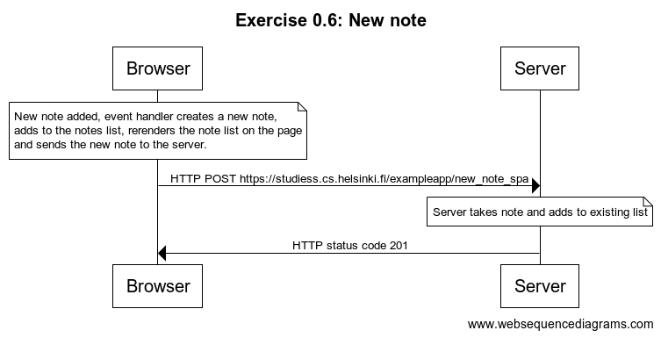 Exercise 0.6: New note
Browser
Server
New note added, event handler creates a new note,
adds to the notes list, rerenders the note list on the page
and sends the new note to the server.
HTTP POST https://studiess.cs.helsinki.fi/exampleapp/new_note_spa
Server takes note and adds to existing list
HTTP status code 201
Browser
Server
www.websequencediagrams.com